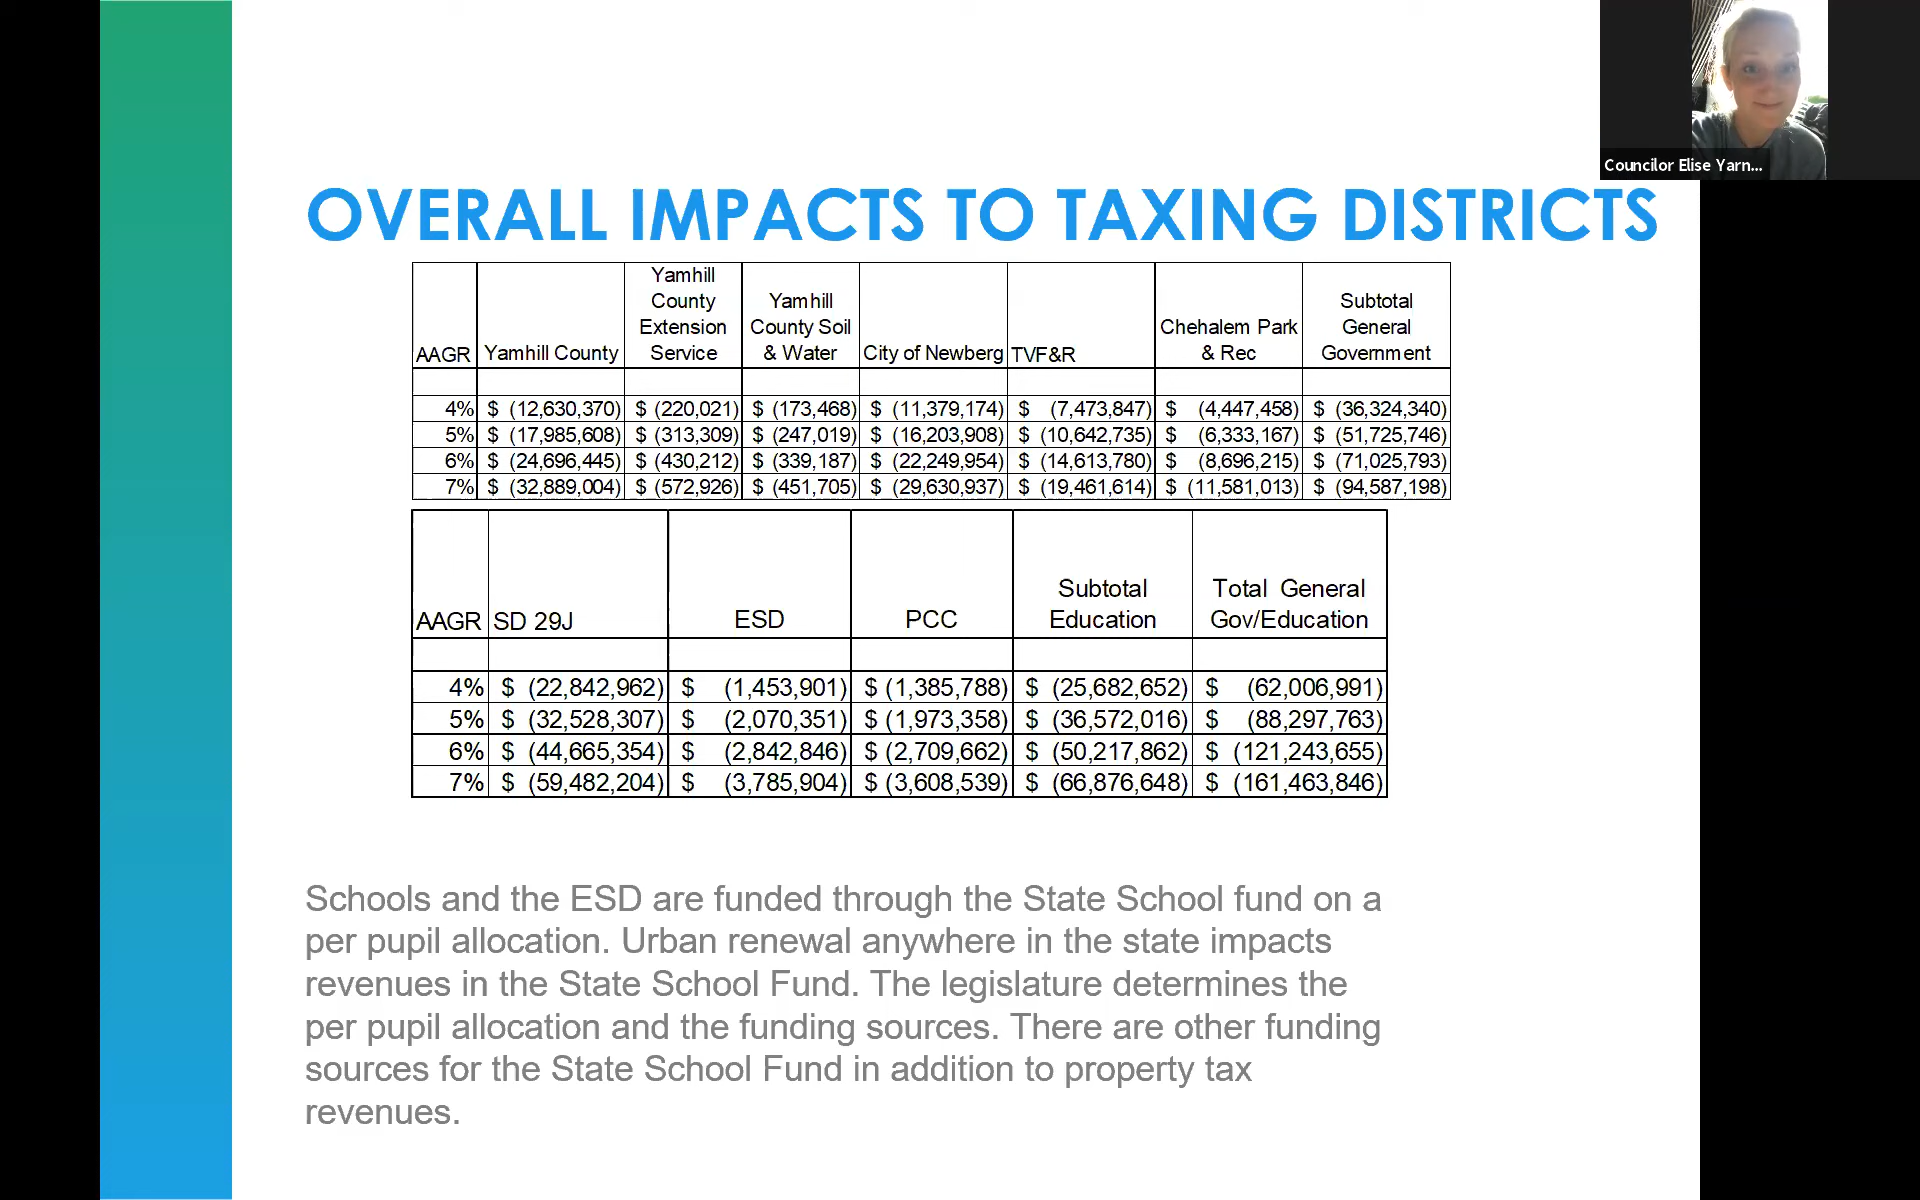 Councilor Elise Yarn...
OVERALL IMPACTS TO TAXING DISTRICTS
AAGR Yamhill County Yamhill County Extension Service Yamhill County Soil & Water City of Newberg TVF&R Chehalem Park & Rec Subtotal General Government
4% $ (12,630,370) $ (220,021) $ (173,468) $ (11,379,174) $ (7,473,847) $ (4,447,458) $ (36,324,340)
5% $ (17,985,608) $ (313,309) $ (247,019) $ (16,203,908) $ (10,642,735) $ (6,333,167) $ (51,725,746)
6% $ (24,696,445) $ (430,212) $ (339,187) $ (22,249,954) $ (14,613,780) $ (8,696,215) $ (71,025,793)
7% $ (32,889,004) $ (572,926) $ (451,705) $ (29,630,937) $ (19,461,614) $ (11,581,013) $ (94,587,198)
AAGR SD 29J ESD PCC Subtotal Education Total General Gov/Education
4% $ (22,842,962) $ (1,453,901) $ (1,385,788) $ (25,682,652) $ (62,006,991)
5% $ (32,528,307) $ (2,070,351) $ (1,973,358) $ (36,572,016) $ (88,297,763)
6% $ (44,665,354) $ (2,842,846) $ (2,709,662) $ (50,217,862) $ (121,243,655)
7% $ (59,482,204) $ (3,785,904) $ (3,608,539) $ (66,876,648) $ (161,463,846)
Schools and the ESD are funded through the State School fund on a
per pupil allocation. Urban renewal anywhere in the state impacts
revenues in the State School Fund. The legislature determines the
per pupil allocation and the funding sources. There are other funding
sources for the State School Fund in addition to property tax
revenues.